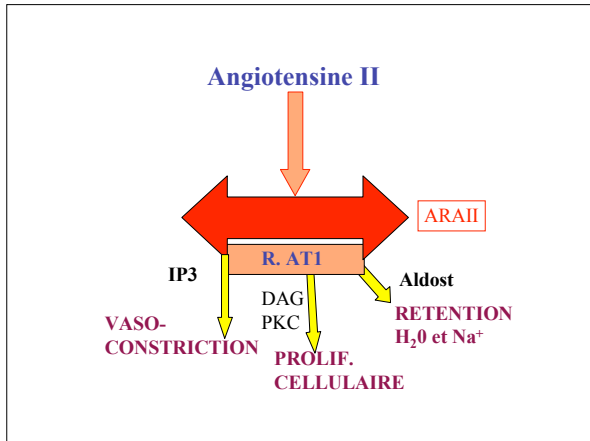 Angiotensine II
ARAII
R. AT1
IP3
Aldost
DAG
PKC
RETENTION
H₂0 et Na⁺
VASO-
CONSTRICTION
PROLIF.
CELLULAIRE